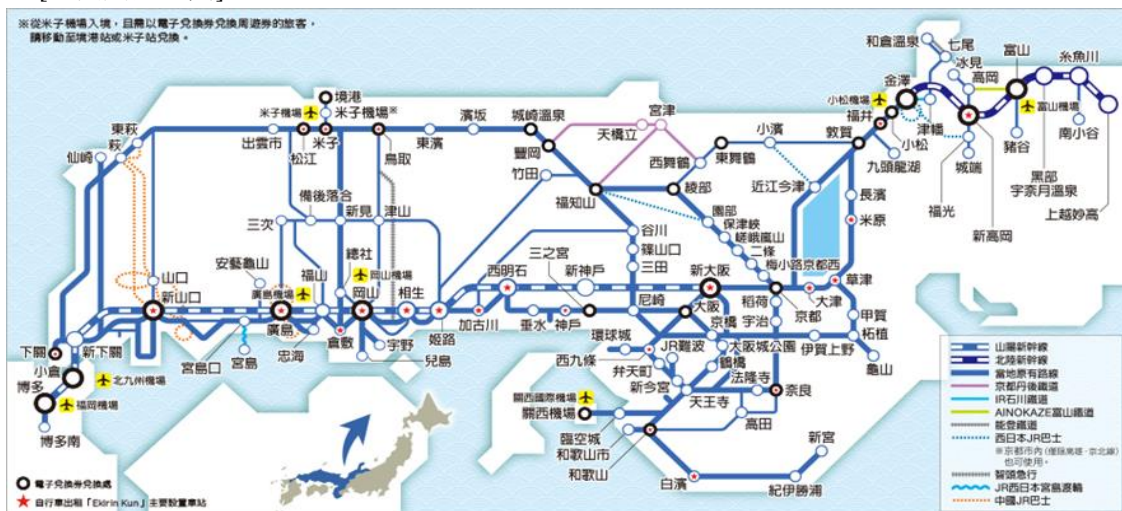 ※從米子機場入境，且需以電子兌換券兌換周遊券的旅客，
請移動至境港站或米子站兌換。
和倉溫泉
七尾
冰見
高岡
富山
糸魚川
金澤
小松機場
福井
小松
津幡
九頭龍湖
城端
福光
新高岡
豬谷
富山機場
南小谷
黑部
宇奈月溫泉
上越妙高
境港
米子機場
米子機場※
東萩
萩
仙崎
出雲市
松江
米子
鳥取
東濱
濱坂
城崎溫泉
豐岡
竹田
天橋立
宮津
西舞鶴
東舞鶴
小濱
敦賀
近江今津
長濱
米原
福知山
綾部
園部
保津峽
嵯峨嵐山
二條
梅小路京都西
備後落合
三次
新見
津山
谷川
篠山口
三田
山口
新山口
安藝龜山
福山
總社
岡山機場
廣島機場
岡山
相生
西明石
三之宮
新神戶
新大阪
草津
下關
小倉
新下關
宮島口
宮島
廣島
忠海
倉敷
宇野
兒島
姬路
加古川
垂水
神戶
尼崎
大阪
稻荷
京都
大津
甲賀
柘植
伊賀上野
龜山
宇治
京橋
大阪城公園
環球城
JR難波
西九條
弁天町
鶴橋
新今宮
法隆寺
奈良
天王寺
高田
博多
北九州機場
福岡機場
博多南
關西國際機場
關西機場
臨空城
和歌山市
和歌山
白濱
紀伊勝浦
新宮
山陽新幹線
北陸新幹線
當地原有路線
京都丹後鐵道
IR石川鐵道
AINOKAZE富山鐵道
能登鐵道
西日本JR巴士
※京都市內（僅限高雄・京北線）
也可使用。
智頭急行
JR西日本宮島渡輪
中國JR巴士
電子兌換券兌換處
自行車出租「Ekirin Kun」主要設置車站